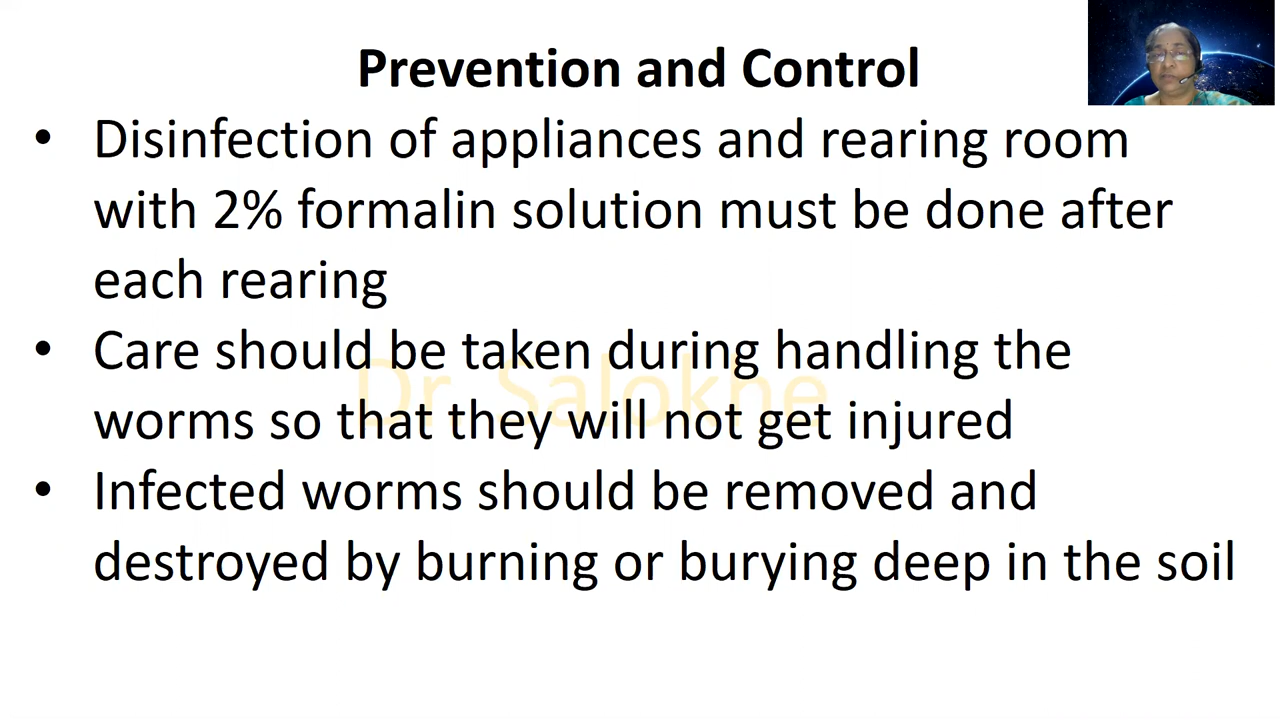 Prevention and Control
• Disinfection of appliances and rearing room
with 2% formalin solution must be done after
each rearing
• Care should be taken during handling the
worms so that they will not get injured
Dr. Salokhe
• Infected worms should be removed and
destroyed by burning or burying deep in the soil